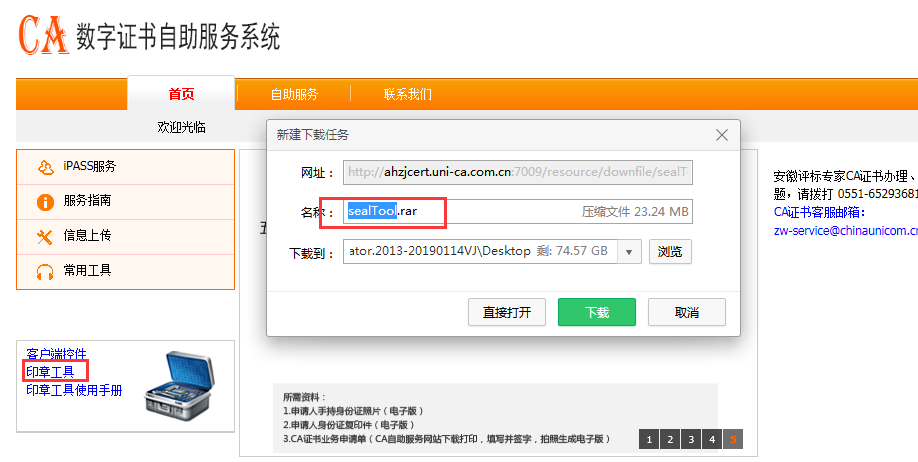 CA 数字证书自助服务系统
首页
自助服务
联系我们
欢迎光临
iPASS服务
服务指南
信息上传
常用工具
客户端控件
印章工具
印章工具使用手册
新建下载任务
网址：
http://ahzjcert.uni-ca.com.cn:7009/resource/downfile/sealT
名称：
sealTool.rar
压缩文件 23.24 MB
下载到：
ator.2013-20190114VJ\Desktop 剩: 74.57 GB
浏览
直接打开
下载
取消
所需资料：
1.申请人手持身份证照片（电子版）
2.申请人身份证复印件（电子版）
3.CA证书业务申请单（CA自助服务网站下载打印，填写并签字，拍照生成电子版）
1 2 3 4 5
安徽评标专家CA证书办理、
题，请拨打 0551-65293681
CA证书客服邮箱：
zw-service@chinaunicom.cn